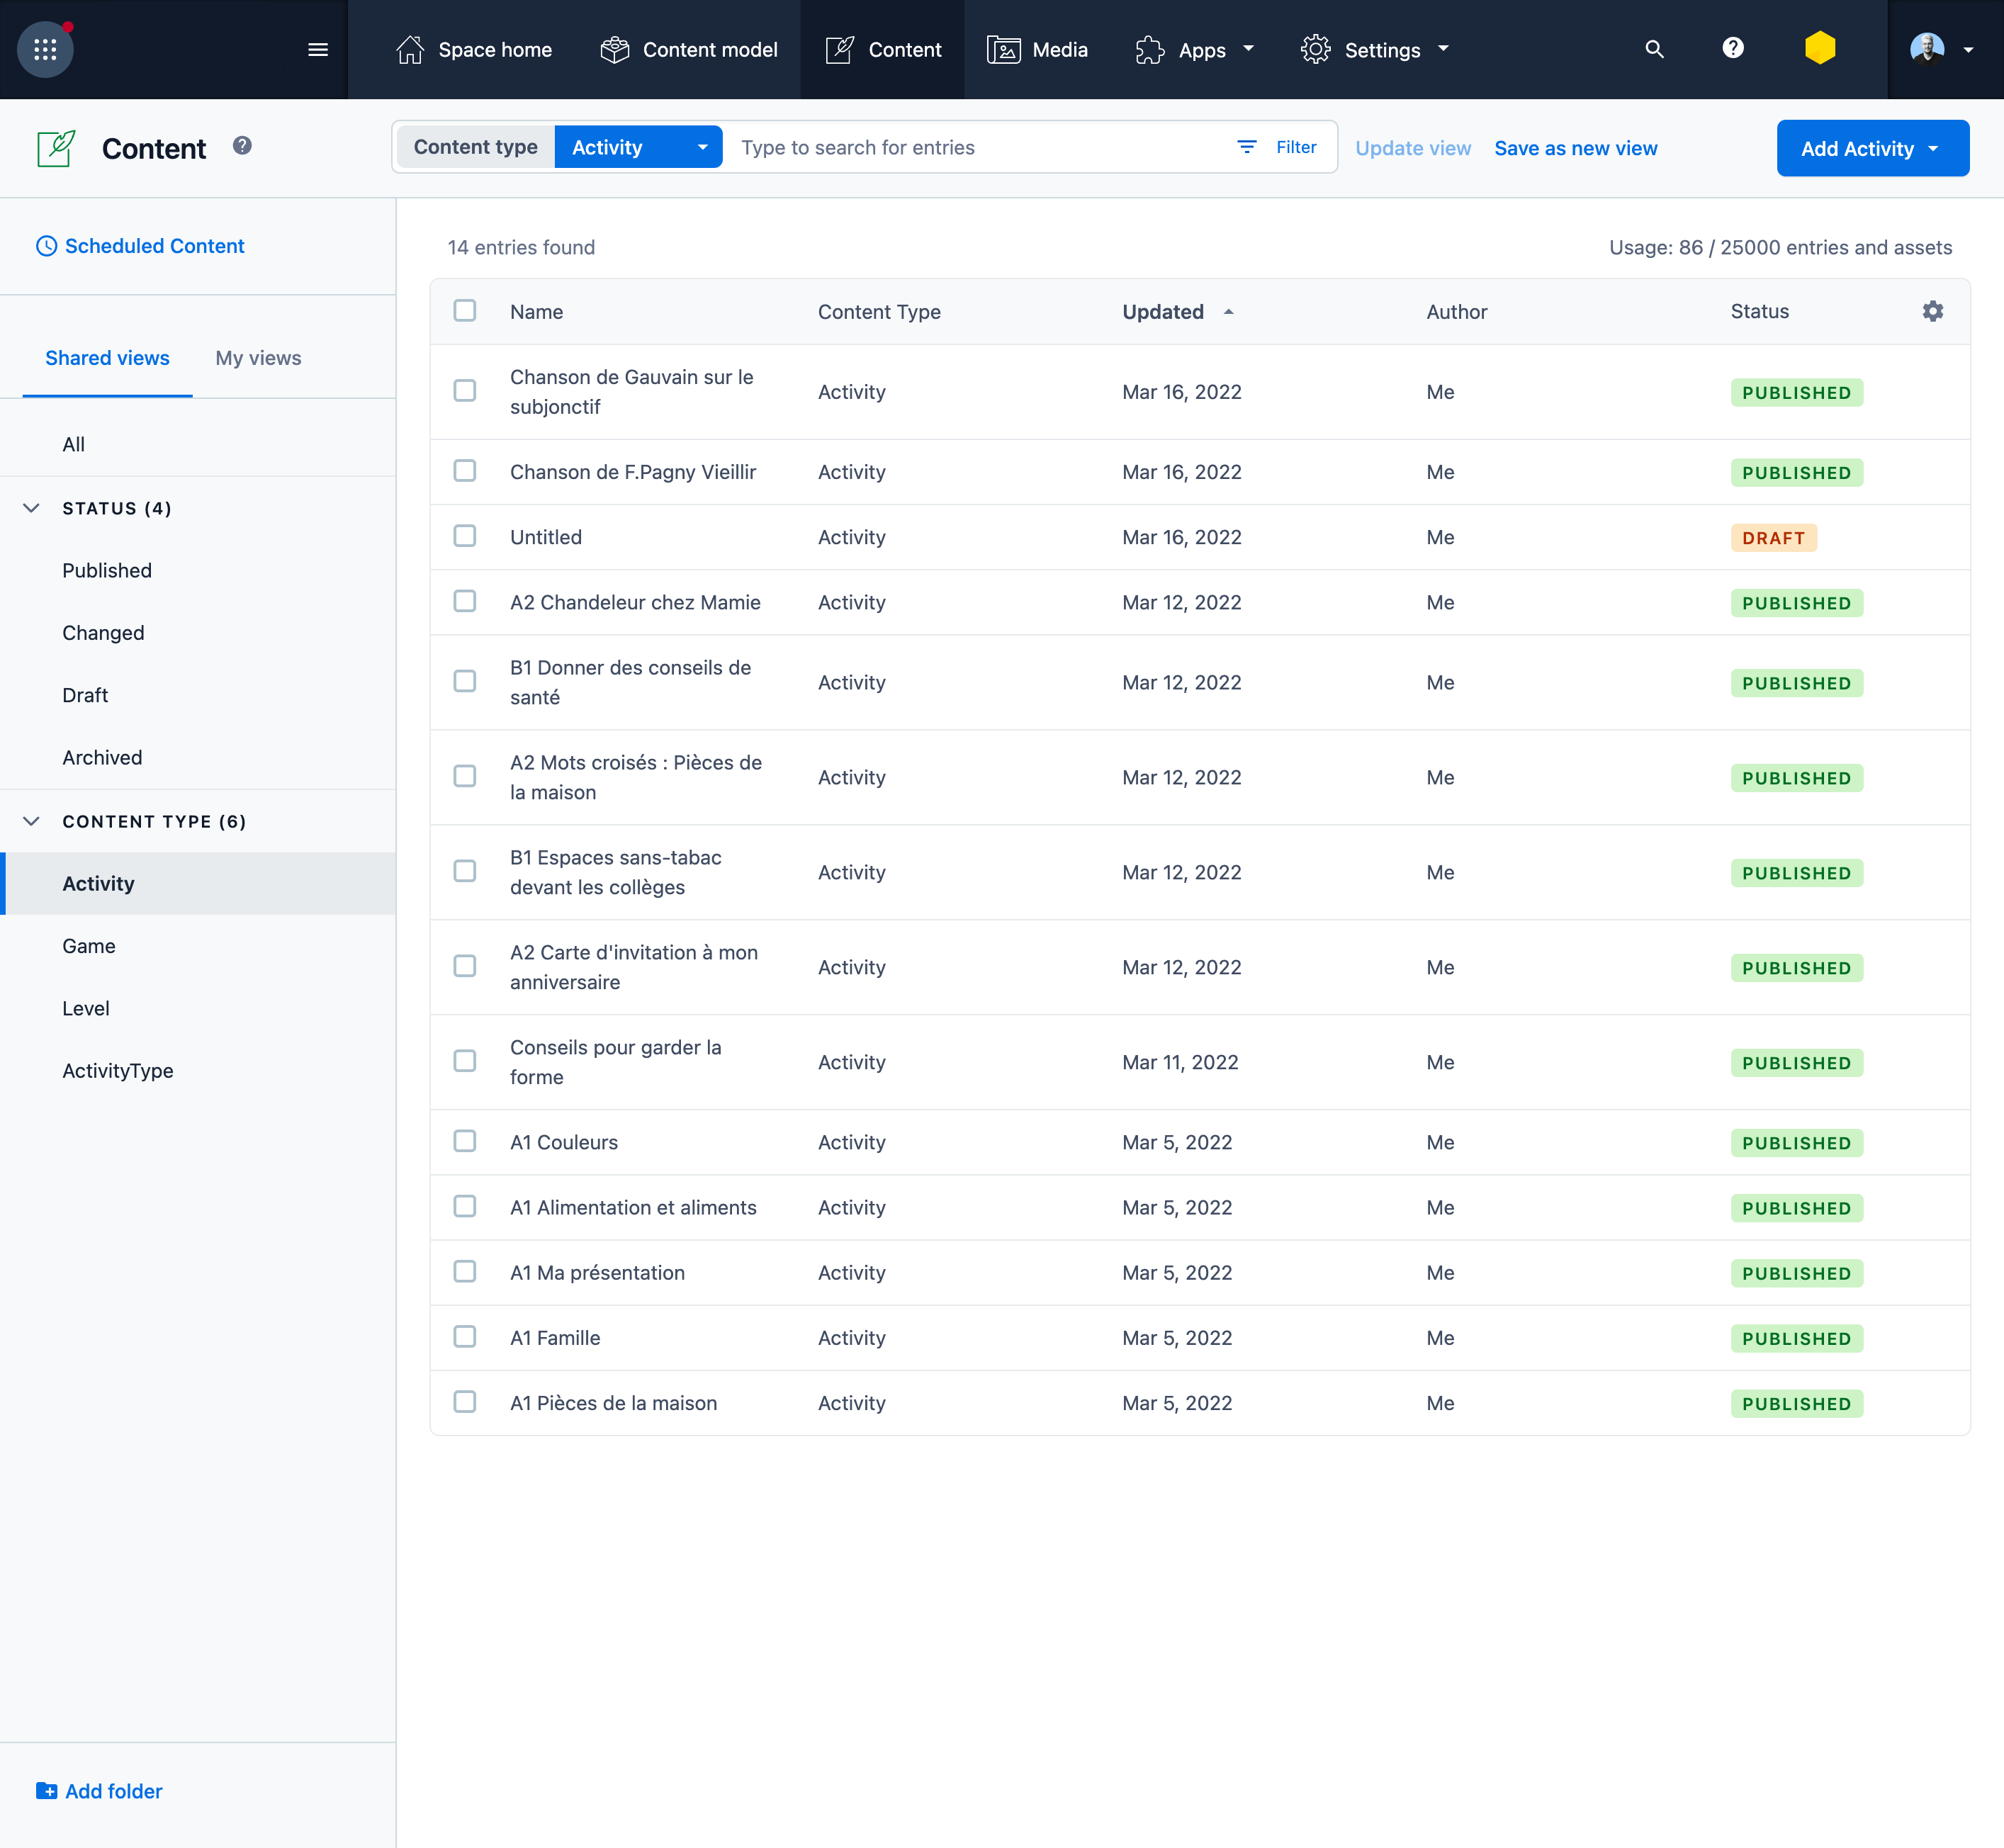 Space home
Content model
Content
Media
Apps
Settings
Content
Content type
Activity
Type to search for entries
Filter
Update view
Save as new view
Add Activity
Scheduled Content
Shared views
My views
All
STATUS (4)
Published
Changed
Draft
Archived
CONTENT TYPE (6)
Activity
Game
Level
ActivityType
Add folder
14 entries found
Usage: 86 / 25000 entries and assets
Name Content Type Updated Author Status
Chanson de Gauvain sur le
subjonctif
Activity Mar 16, 2022 Me PUBLISHED
Chanson de F.Pagny Vieillir Activity Mar 16, 2022 Me PUBLISHED
Untitled Activity Mar 16, 2022 Me DRAFT
A2 Chandeleur chez Mamie Activity Mar 12, 2022 Me PUBLISHED
B1 Donner des conseils de
santé
Activity Mar 12, 2022 Me PUBLISHED
A2 Mots croisés : Pièces de
la maison
Activity Mar 12, 2022 Me PUBLISHED
B1 Espaces sans-tabac
devant les collèges
Activity Mar 12, 2022 Me PUBLISHED
A2 Carte d'invitation à mon
anniversaire
Activity Mar 12, 2022 Me PUBLISHED
Conseils pour garder la
forme
Activity Mar 11, 2022 Me PUBLISHED
A1 Couleurs Activity Mar 5, 2022 Me PUBLISHED
A1 Alimentation et aliments Activity Mar 5, 2022 Me PUBLISHED
A1 Ma présentation Activity Mar 5, 2022 Me PUBLISHED
A1 Famille Activity Mar 5, 2022 Me PUBLISHED
A1 Pièces de la maison Activity Mar 5, 2022 Me PUBLISHED